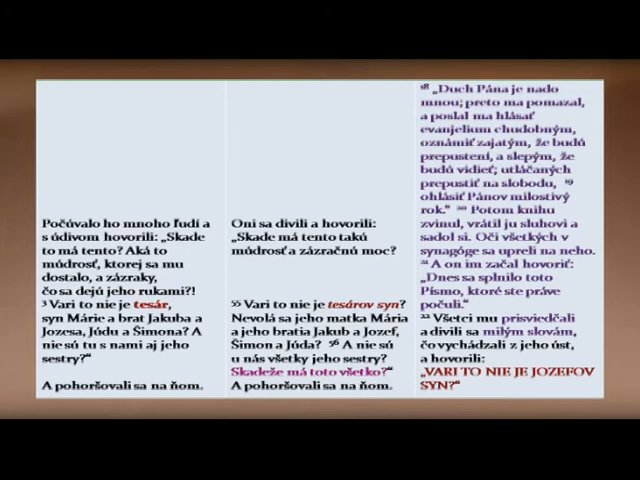 Počúvalo ho mnoho ľudí a
s údivom hovorili: „Skade
to má tento? Aká to
múdrosť, ktorej sa mu
dostalo, a zázraky,
čo sa dejú jeho rukami?!
³ Vari to nie je tesár,
syn Márie a brat Jakuba a
Jozesa, Júdu a Šimona? A
nie sú tu s nami aj jeho
sestry?“
A pohoršovali sa na ňom.
Oni sa divili a hovorili:
„Skade má tento takú
múdrosť a zázračnú moc?
⁵⁵ Vari to nie je tesárov syn?
Nevolá sa jeho matka Mária
a jeho bratia Jakub a Jozef,
Šimon a Júda? ⁵⁶ A nie sú
u nás všetky jeho sestry?
Skadeže má toto všetko?“
A pohoršovali sa na ňom.
¹⁸ „Duch Pána je nado
mnou; preto ma pomazal,
a poslal ma hlásať
evanjelium chudobným,
oznámiť zajatým, že budú
prepustení, a slepým, že
budú vidieť; utláčaných
prepustiť na slobodu, ¹⁹
ohlásiť Pánov milostivý
rok.“ ²⁰ Potom knihu
zvinul, vrátil ju sluhovi a
sadol si. Oči všetkých v
synagóge sa upreli na neho.
²¹ A on im začal hovoriť:
„Dnes sa splnilo toto
Písmo, ktoré ste práve
počuli.“
²² Všetci mu prisviedčali
a divili sa milým slovám,
čo vychádzali z jeho úst,
a hovorili:
„VARI TO NIE JE JOZEFOV
SYN?“